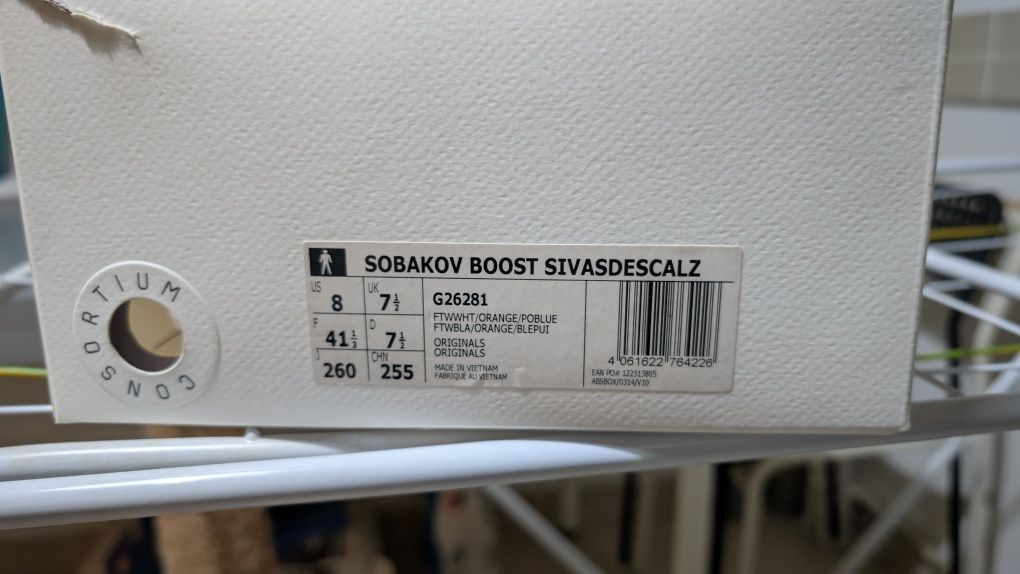 CONSORTIUM
SOBAKOV BOOST SIVASDESCALZ
US 8 UK 7½
F 41⅓ D 7½
J 260 CHN 255
G26281
FTWWHT/ORANGE/POBLUE
FTWBLA/ORANGE/BLEPUI
ORIGINALS
ORIGINALS
MADE IN VIETNAM
FABRIQUE AU VIETNAM
4 061622 764226
EAN PO# 122513805
ABSBOX/0314/V10